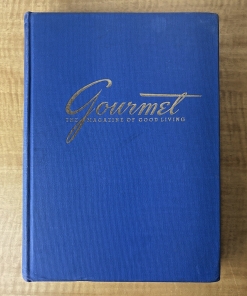 Gourmet
THE MAGAZINE OF GOOD LIVING